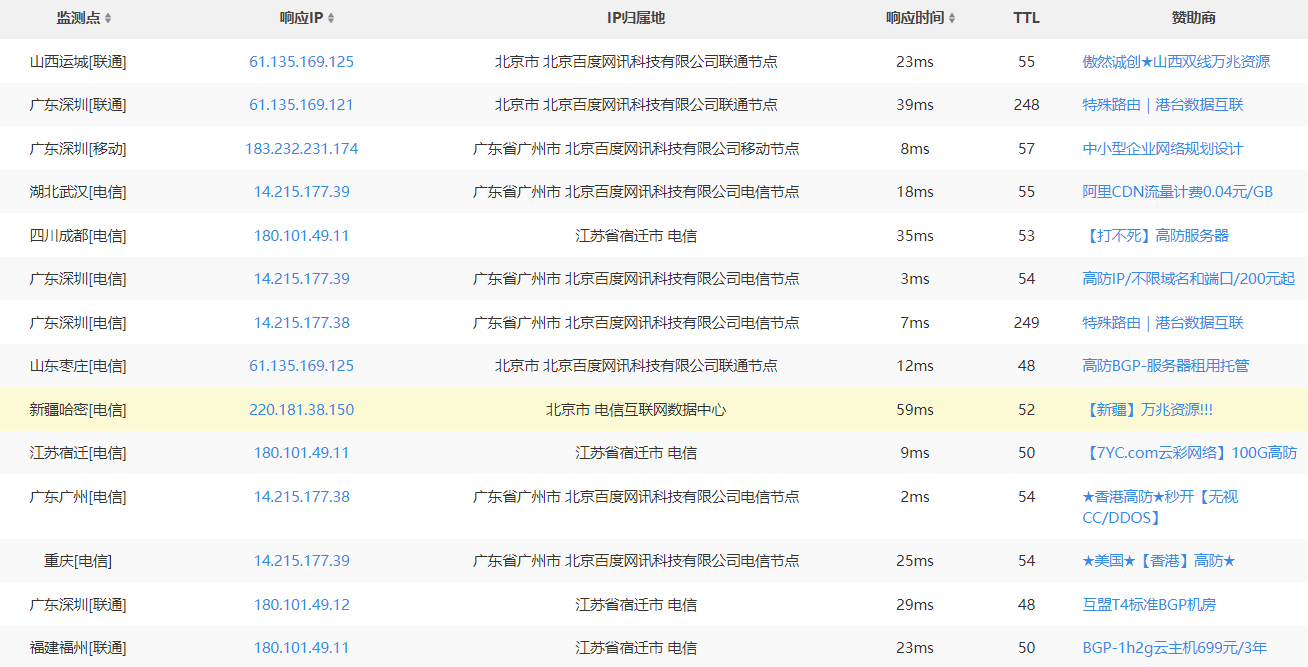 监测点 响应IP IP归属地 响应时间 TTL 赞助商
山西运城[联通] 61.135.169.125 北京市 北京百度网讯科技有限公司联通节点 23ms 55 傲然诚创★山西双线万兆资源
广东深圳[联通] 61.135.169.121 北京市 北京百度网讯科技有限公司联通节点 39ms 248 特殊路由｜港台数据互联
广东深圳[移动] 183.232.231.174 广东省广州市 北京百度网讯科技有限公司移动节点 8ms 57 中小型企业网络规划设计
湖北武汉[电信] 14.215.177.39 广东省广州市 北京百度网讯科技有限公司电信节点 18ms 55 阿里CDN流量计费0.04元/GB
四川成都[电信] 180.101.49.11 江苏省宿迁市 电信 35ms 53 【打不死】高防服务器
广东深圳[电信] 14.215.177.39 广东省广州市 北京百度网讯科技有限公司电信节点 3ms 54 高防IP/不限域名和端口/200元起
广东深圳[电信] 14.215.177.38 广东省广州市 北京百度网讯科技有限公司电信节点 7ms 249 特殊路由｜港台数据互联
山东枣庄[电信] 61.135.169.125 北京市 北京百度网讯科技有限公司联通节点 12ms 48 高防BGP-服务器租用托管
新疆哈密[电信] 220.181.38.150 北京市 电信互联网数据中心 59ms 52 【新疆】万兆资源!!!
江苏宿迁[电信] 180.101.49.11 江苏省宿迁市 电信 9ms 50 【7YC.com云彩网络】100G高防
广东广州[电信] 14.215.177.38 广东省广州市 北京百度网讯科技有限公司电信节点 2ms 54 ★香港高防★秒开【无视
CC/DDOS】
重庆[电信] 14.215.177.39 广东省广州市 北京百度网讯科技有限公司电信节点 25ms 54 ★美国★【香港】高防★
广东深圳[联通] 180.101.49.12 江苏省宿迁市 电信 29ms 48 互盟T4标准BGP机房
福建福州[联通] 180.101.49.11 江苏省宿迁市 电信 23ms 50 BGP-1h2g云主机699元/3年